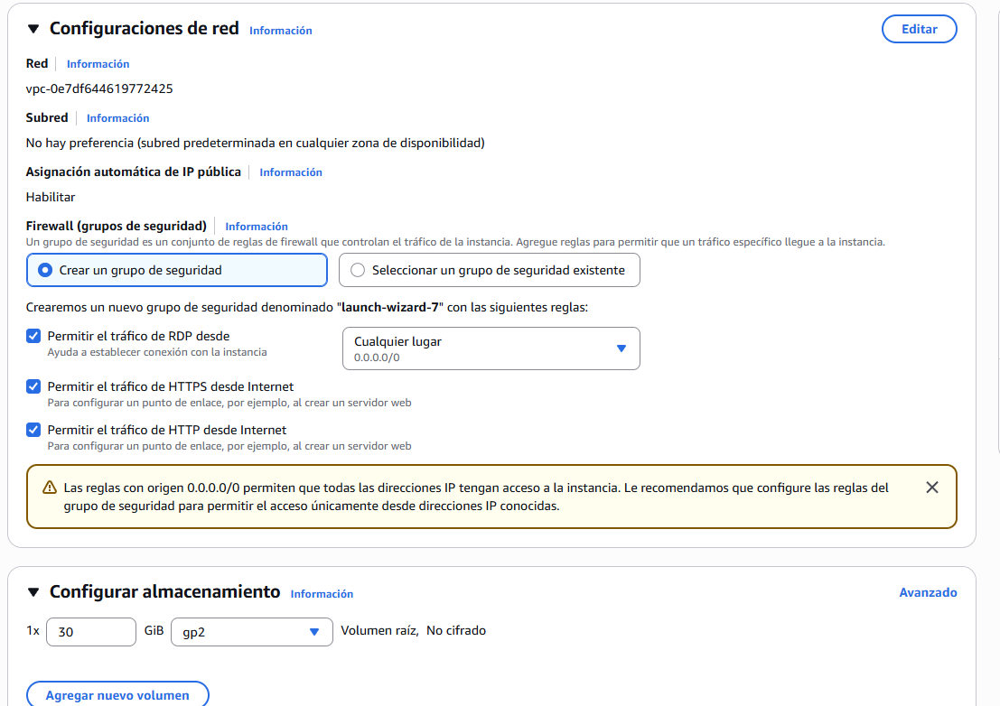 Configuraciones de red Información
Editar
Red Información
vpc-0e7df644619772425
Subred Información
No hay preferencia (subred predeterminada en cualquier zona de disponibilidad)
Asignación automática de IP pública Información
Habilitar
Firewall (grupos de seguridad) Información
Un grupo de seguridad es un conjunto de reglas de firewall que controlan el tráfico de la instancia. Agregue reglas para permitir que un tráfico específico llegue a la instancia.
Crear un grupo de seguridad
Seleccionar un grupo de seguridad existente
Crearemos un nuevo grupo de seguridad denominado "launch-wizard-7" con las siguientes reglas:
Permitir el tráfico de RDP desde
Ayuda a establecer conexión con la instancia
Cualquier lugar
0.0.0.0/0
Permitir el tráfico de HTTPS desde Internet
Para configurar un punto de enlace, por ejemplo, al crear un servidor web
Permitir el tráfico de HTTP desde Internet
Para configurar un punto de enlace, por ejemplo, al crear un servidor web
Las reglas con origen 0.0.0.0/0 permiten que todas las direcciones IP tengan acceso a la instancia. Le recomendamos que configure las reglas del
grupo de seguridad para permitir el acceso únicamente desde direcciones IP conocidas.
Configurar almacenamiento Información
Avanzado
1x 30 GiB gp2 Volumen raíz, No cifrado
Agregar nuevo volumen